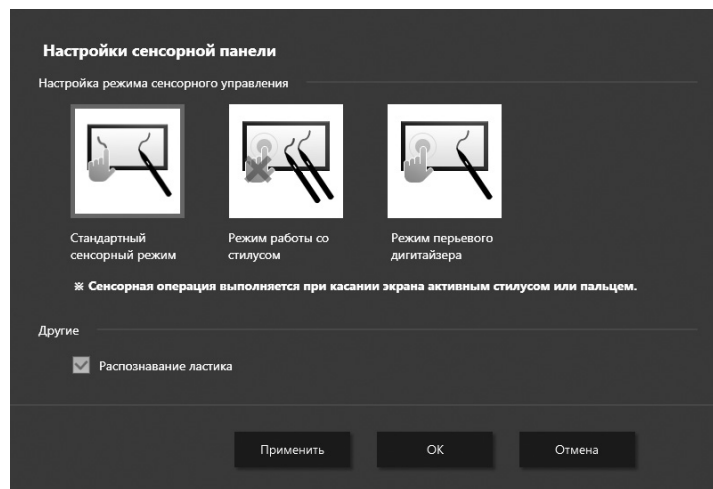 Настройки сенсорной панели
Настройка режима сенсорного управления
Стандартный
сенсорный режим
Режим работы со
стилусом
Режим перьевого
дигитайзера
※ Сенсорная операция выполняется при касании экрана активным стилусом или пальцем.
Другие
Распознавание ластика
Применить
OK
Отмена